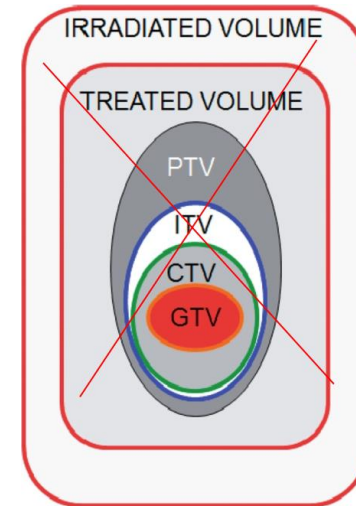 IRRADIATED VOLUME
TREATED VOLUME
PTV
ITV
CTV
GTV